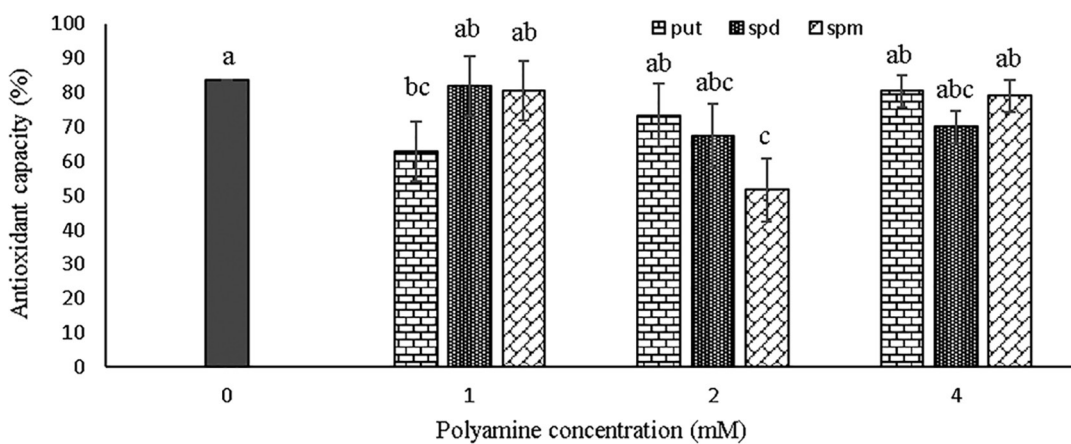 Antioxidant capacity (%)
100
90
80
70
60
50
40
30
20
10
0
put spd spm
a
bc ab ab
ab abc c
ab abc ab
0 1 2 4
Polyamine concentration (mM)